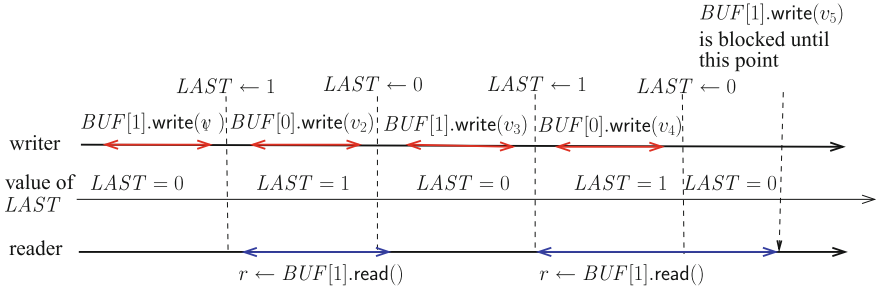 BUF[1].write(v₅)
is blocked until
this point
LAST ← 1 LAST ← 0 LAST ← 1 LAST ← 0
BUF[1].write(v ) BUF[0].write(v₂) BUF[1].write(v₃) BUF[0].write(v₄)
writer
value of LAST = 0 LAST = 1 LAST = 0 LAST = 1 LAST = 0
LAST
reader
r ← BUF[1].read() r ← BUF[1].read()